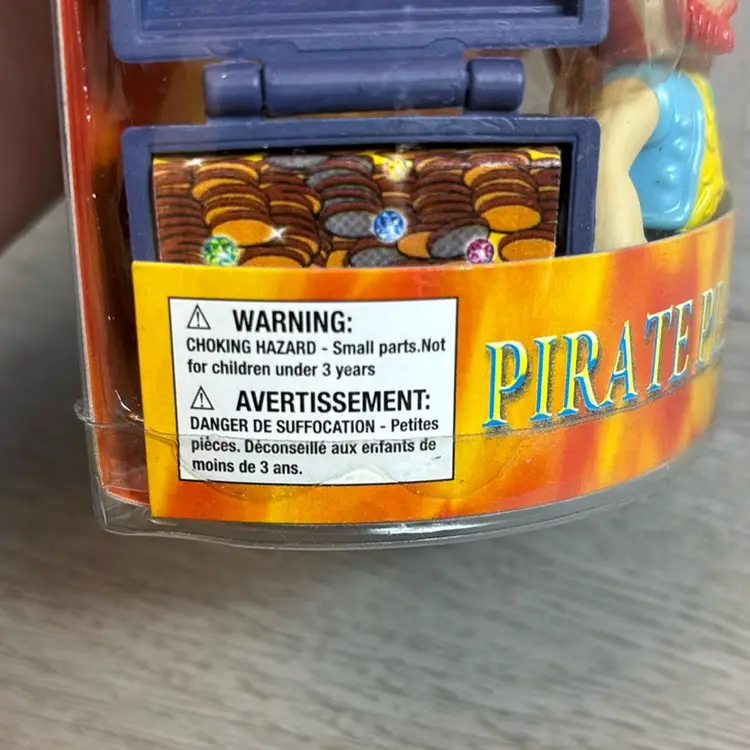 WARNING:
CHOKING HAZARD - Small parts.Not
for children under 3 years
AVERTISSEMENT:
DANGER DE SUFFOCATION - Petites
pièces. Déconseillé aux enfants de
moins de 3 ans.
PIRATE